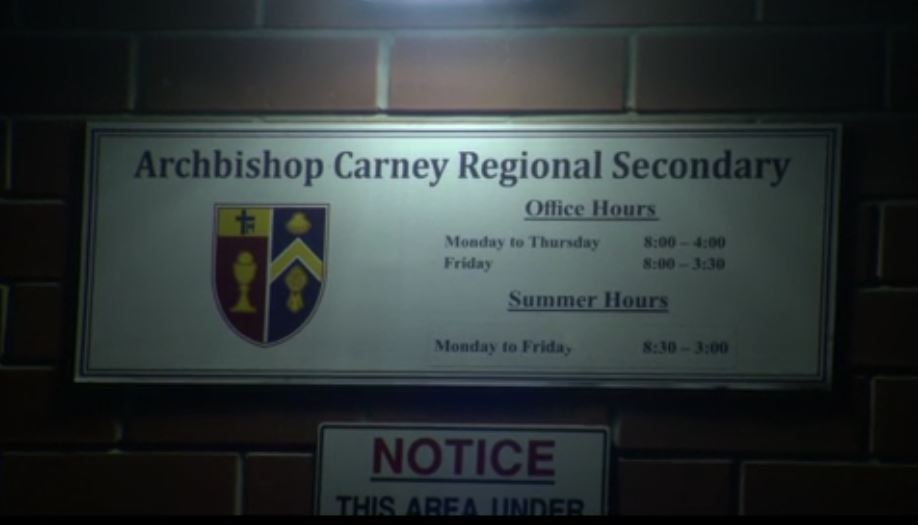 Archbishop Carney Regional Secondary
Office Hours
Monday to Thursday 8:00 – 4:00
Friday 8:00 – 3:30
Summer Hours
Monday to Friday 8:30 – 3:00
NOTICE
THIS AREA UNDER